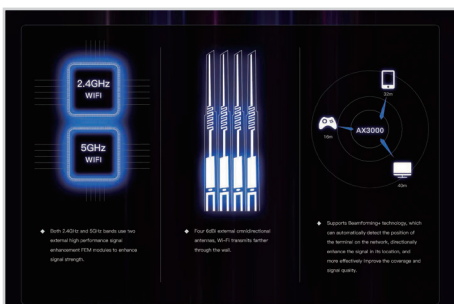 2.4GHz
WIFI
5GHz
WIFI
◆ Both 2.4GHz and 5GHz bands use two
external high performance signal
enhancement FEM modules to enhance
signal strength.
◆ Four 6dBi external omnidirectional
antennas, Wi-Fi transmits farther
through the wall.
32m
AX3000
16m
43m
◆ Supports Beamforming+ technology, which
can automatically detect the position of
the terminal on the network, directionally
enhance the signal in its location, and
more effectively improve the coverage and
signal quality.